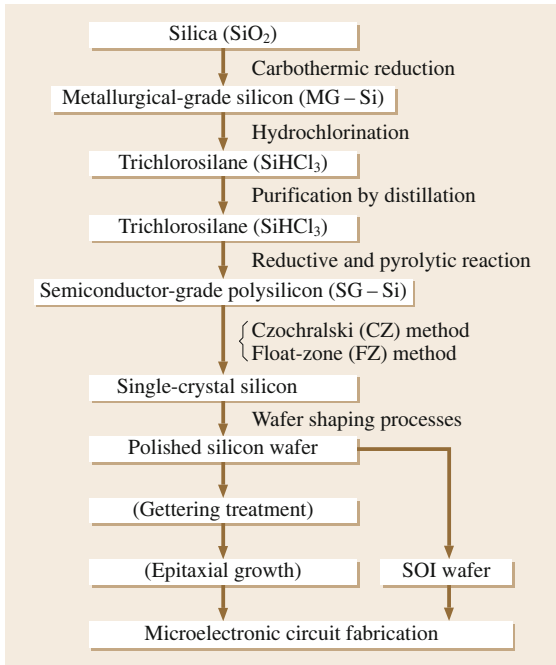 Silica (SiO₂)
Carbothermic reduction
Metallurgical-grade silicon (MG – Si)
Hydrochlorination
Trichlorosilane (SiHCl₃)
Purification by distillation
Trichlorosilane (SiHCl₃)
Reductive and pyrolytic reaction
Semiconductor-grade polysilicon (SG – Si)
Czochralski (CZ) method
Float-zone (FZ) method
Single-crystal silicon
Wafer shaping processes
Polished silicon wafer
(Gettering treatment)
(Epitaxial growth)
SOI wafer
Microelectronic circuit fabrication